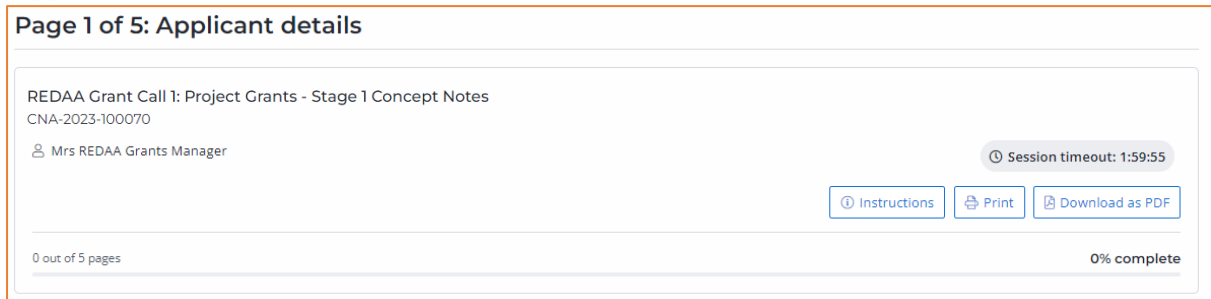 Page 1 of 5: Applicant details
REDAA Grant Call 1: Project Grants - Stage 1 Concept Notes
CNA-2023-100070
Mrs REDAA Grants Manager
Session timeout: 1:59:55
Instructions Print Download as PDF
0 out of 5 pages 0% complete